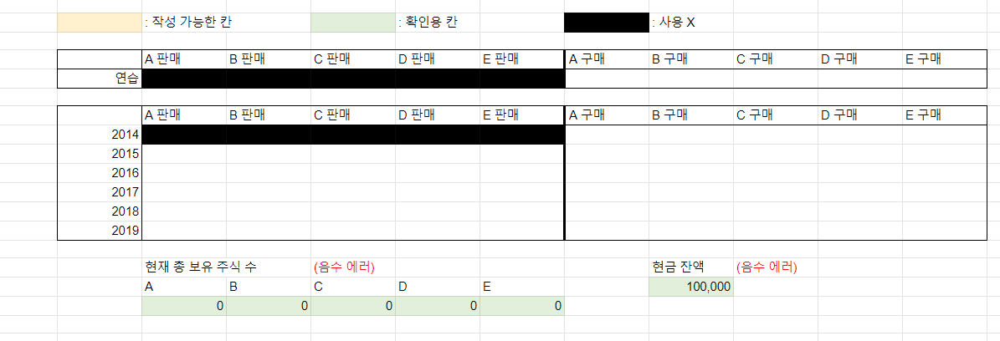 : 작성 가능한 칸 : 확인용 칸 : 사용 X
A 판매 B 판매 C 판매 D 판매 E 판매 A 구매 B 구매 C 구매 D 구매 E 구매
연습
A 판매 B 판매 C 판매 D 판매 E 판매 A 구매 B 구매 C 구매 D 구매 E 구매
2014
2015
2016
2017
2018
2019
현재 총 보유 주식 수 (음수 에러) 현금 잔액 (음수 에러)
A B C D E 100,000
0 0 0 0 0